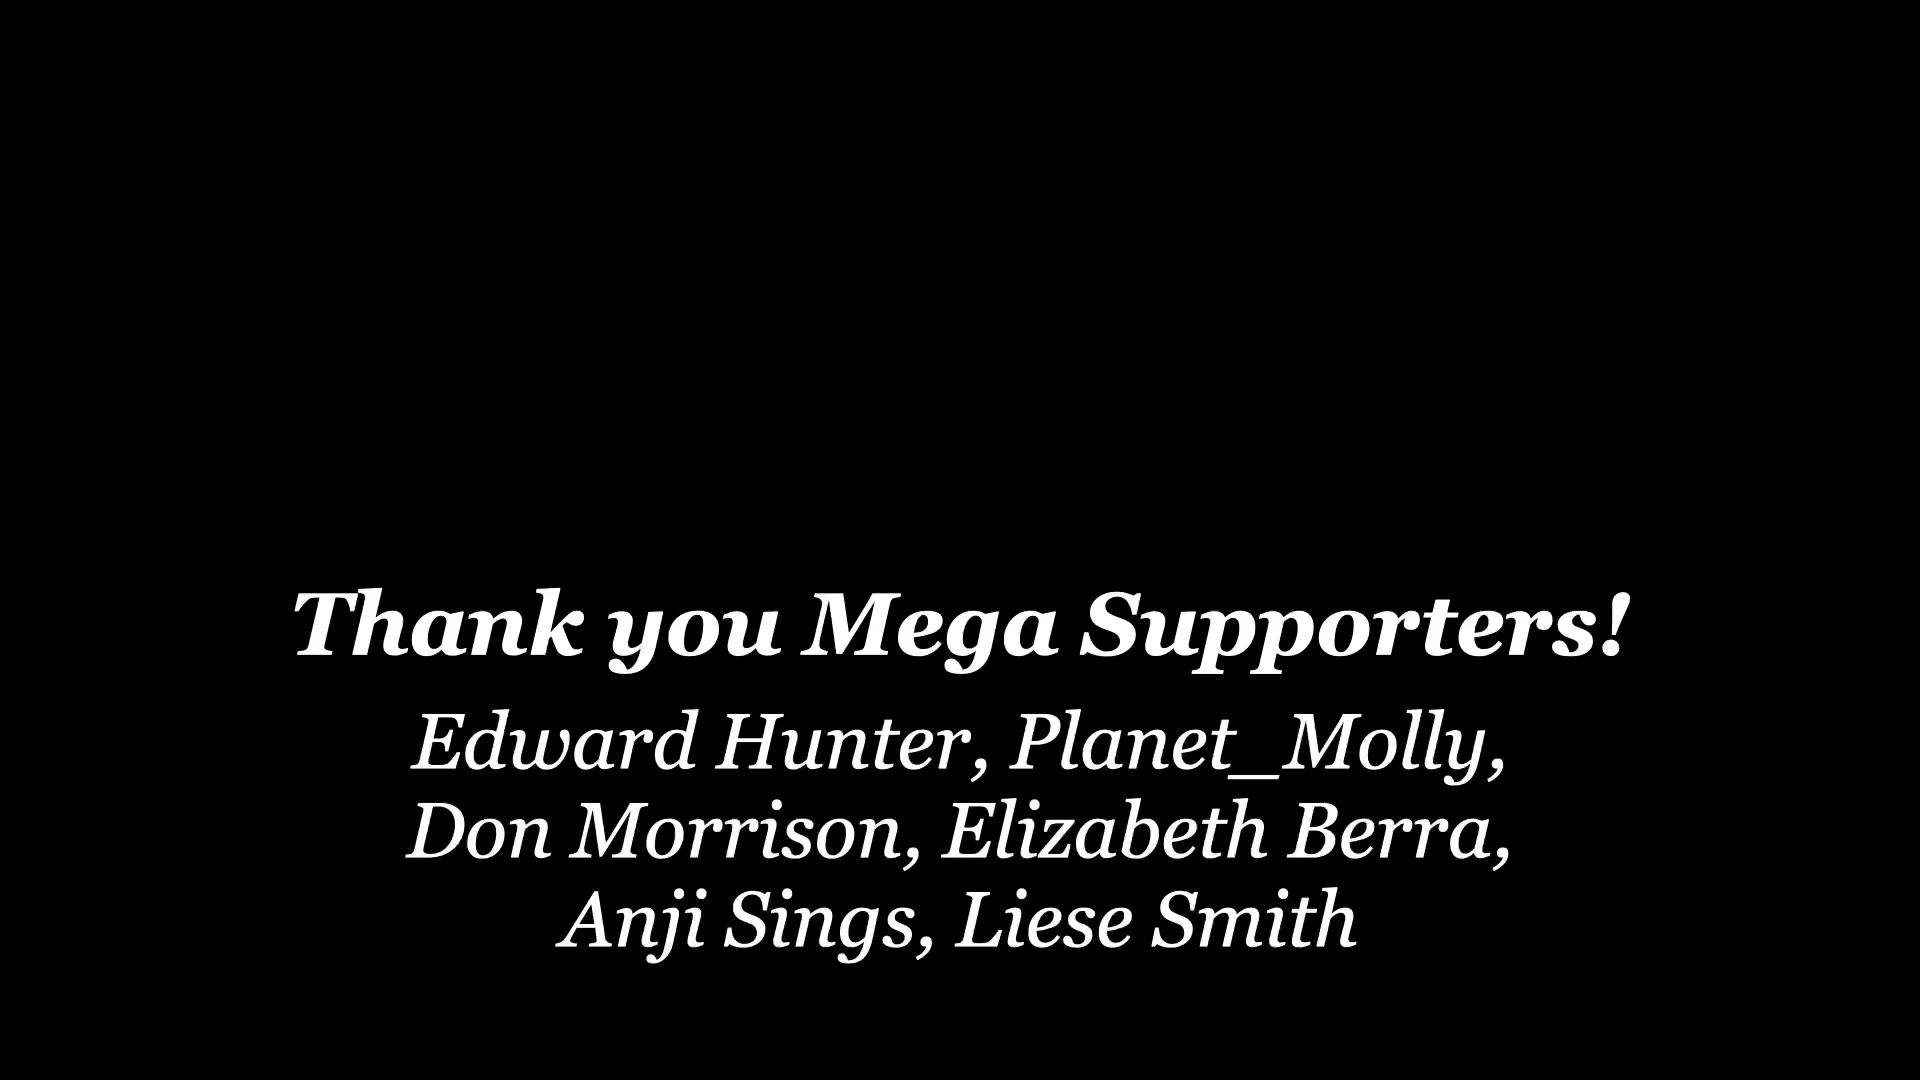 Thank you Mega Supporters!
Edward Hunter, Planet_Molly,
Don Morrison, Elizabeth Berra,
Anji Sings, Liese Smith